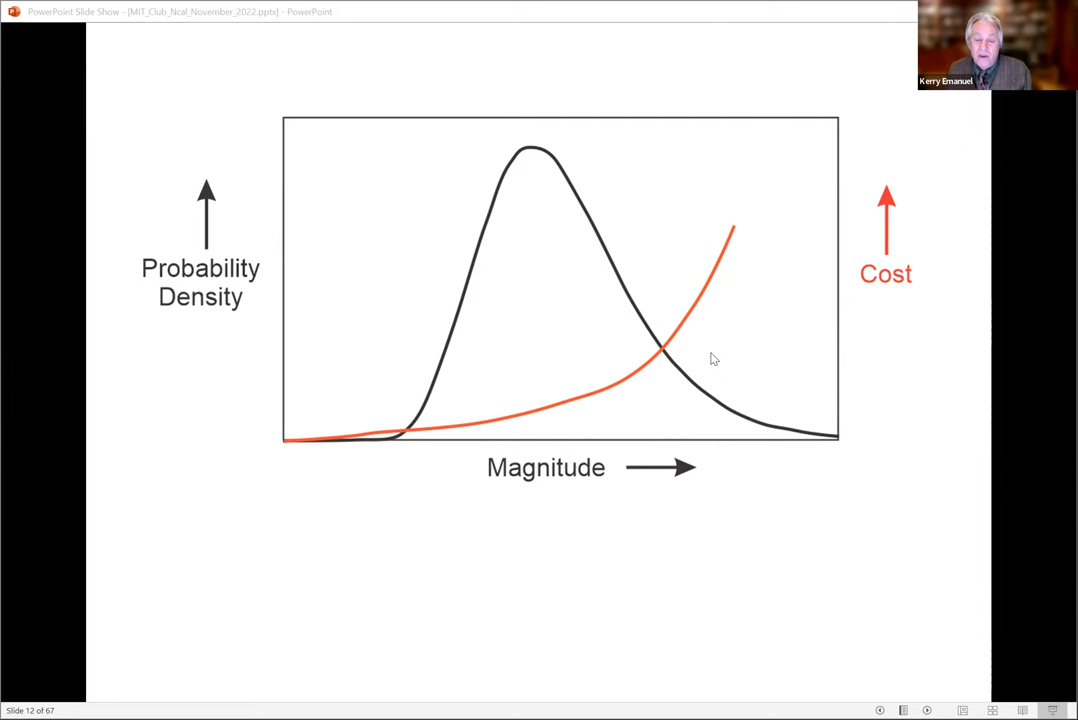 PowerPoint Slide Show - [MIT_Club_Ncal_November_2022.pptx] - PowerPoint
Kerry Emanuel
Probability
Density
Cost
Magnitude
Slide 12 of 67